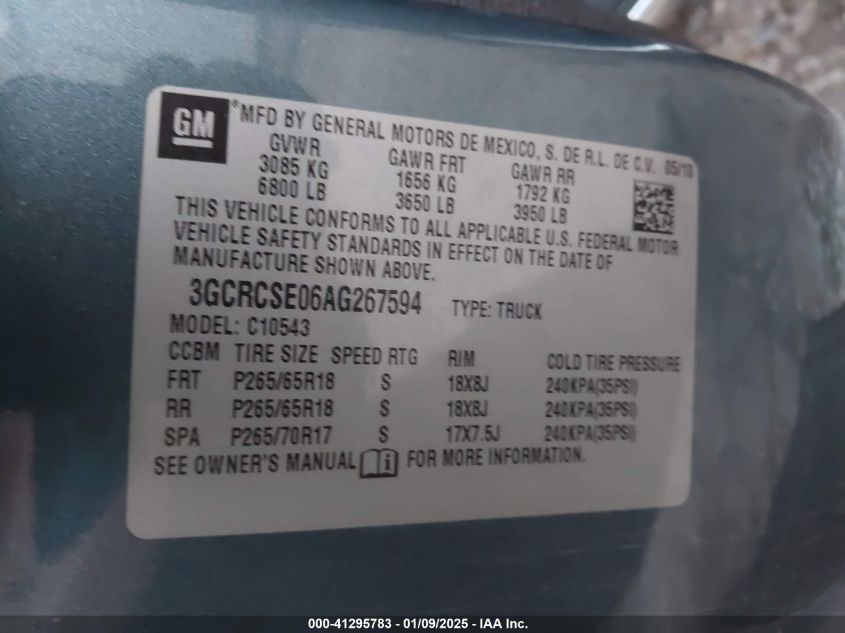 GM
*MFD BY GENERAL MOTORS DE MEXICO, S. DE R.L. DE C.V. 05/10
GVWR GAWR FRT GAWR RR
3085 KG 1656 KG 1792 KG
6800 LB 3650 LB 3950 LB
THIS VEHICLE CONFORMS TO ALL APPLICABLE U.S. FEDERAL MOTOR
VEHICLE SAFETY STANDARDS IN EFFECT ON THE DATE OF
MANUFACTURE SHOWN ABOVE.
3GCRCSE06AG267594 TYPE: TRUCK
MODEL: C10543
CCBM TIRE SIZE SPEED RTG RIM COLD TIRE PRESSURE
FRT P265/65R18 S 18X8J 240KPA(35PSI)
RR P265/65R18 S 18X8J 240KPA(35PSI)
SPA P265/70R17 S 17X7.5J 240KPA(35PSI)
SEE OWNER'S MANUAL i FOR MORE INFORMATION.
000-41295783 - 01/09/2025 - IAA Inc.